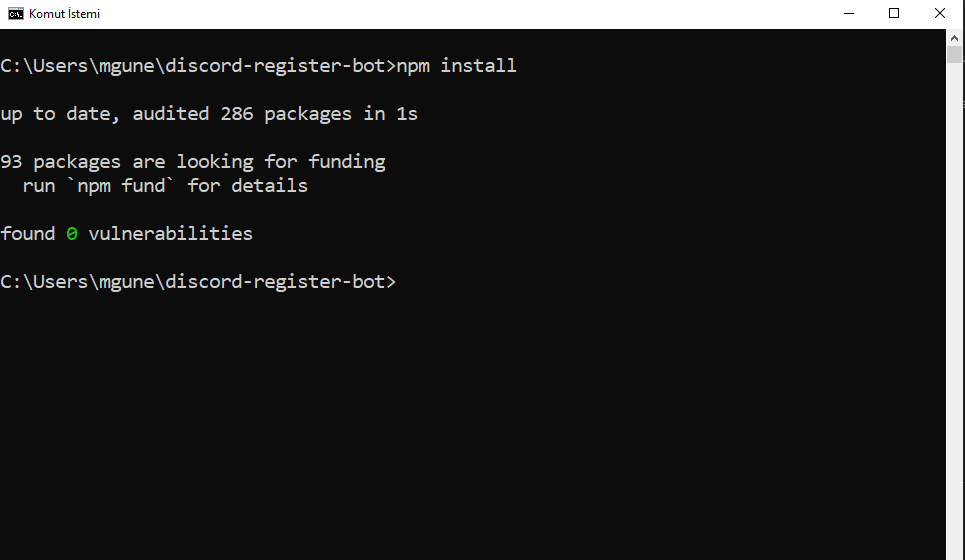 Komut İstemi
C:\Users\mgune\discord-register-bot>npm install
up to date, audited 286 packages in 1s
93 packages are looking for funding
  run `npm fund` for details
found 0 vulnerabilities
C:\Users\mgune\discord-register-bot>